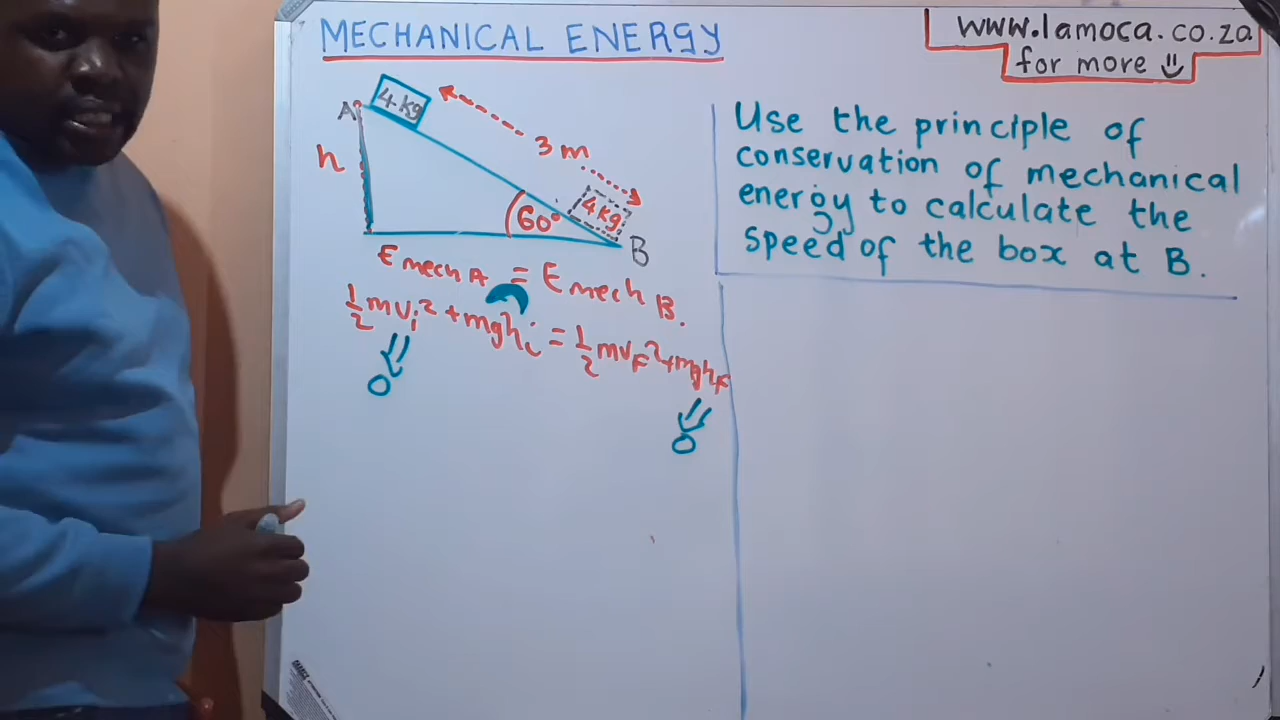 MECHANICAL ENERGY
www.lamoca.co.za
for more
A
4 kg
3 m
h
4 kg
60°
B
Use the principle of
conservation of mechanical
energy to calculate the
speed of the box at B.
Emech A = Emech B.
½mvi² + mghi = ½mvF² + mghF
0
0